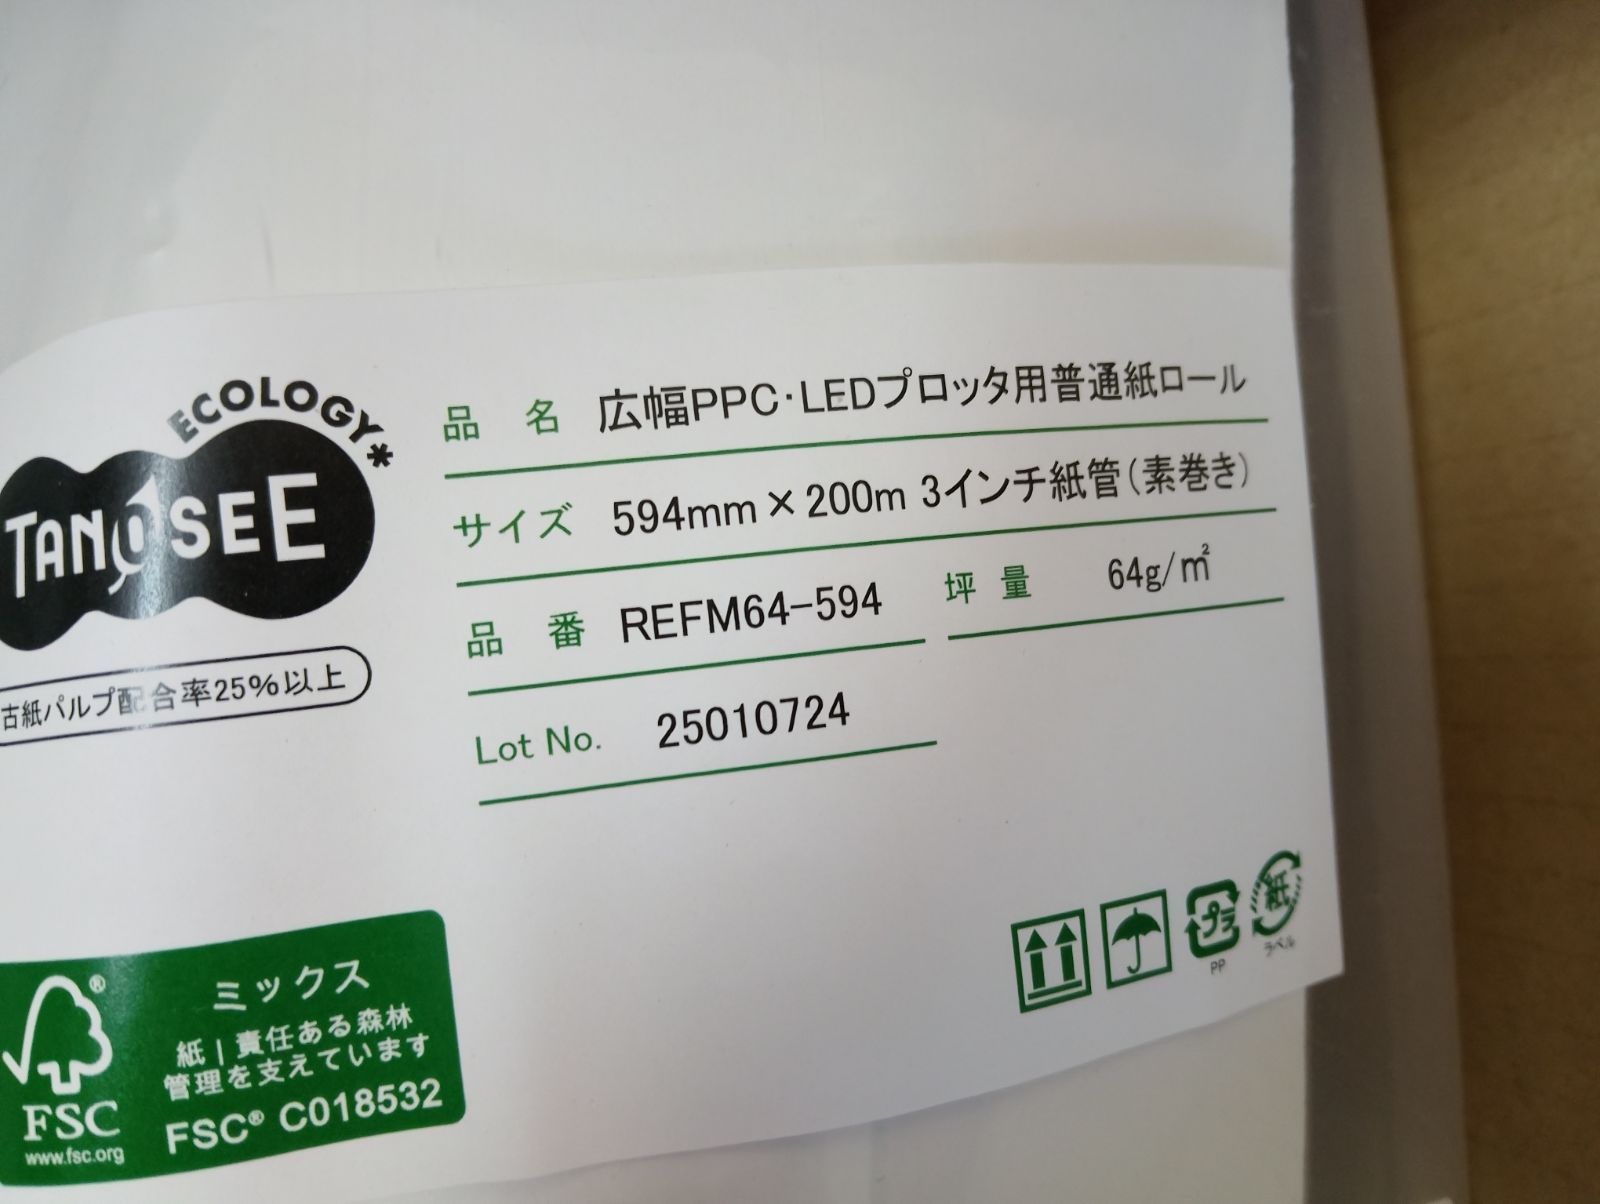 ECOLOGY*
TANOSEE
古紙パルプ配合率25%以上
品 名 広幅PPC・LEDプロッタ用普通紙ロール
サイズ 594mm×200m 3インチ紙管(素巻き)
品 番 REFM64-594 坪 量 64g/㎡
Lot No. 25010724
ミックス
紙|責任ある森林
管理を支えています
FSC® C018532
®
FSC
www.fsc.org
プラ
PP
紙
ラベル